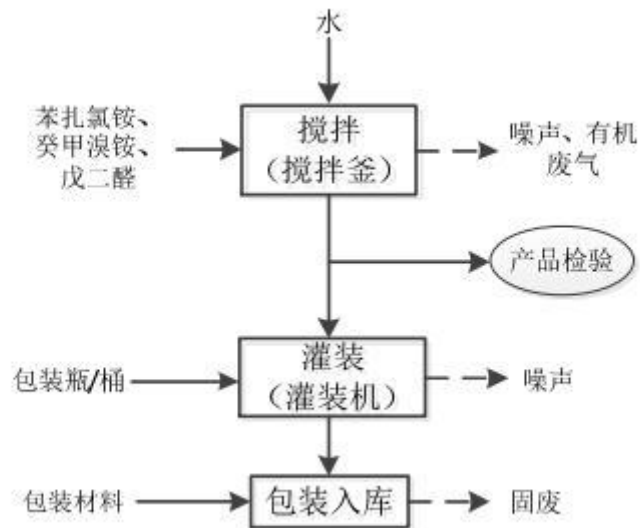 水
苯扎氯铵、
癸甲溴铵、
戊二醛
搅拌
（搅拌釜）
噪声、有机
废气
产品检验
包装瓶/桶
灌装
（灌装机）
噪声
包装材料
包装入库
固废